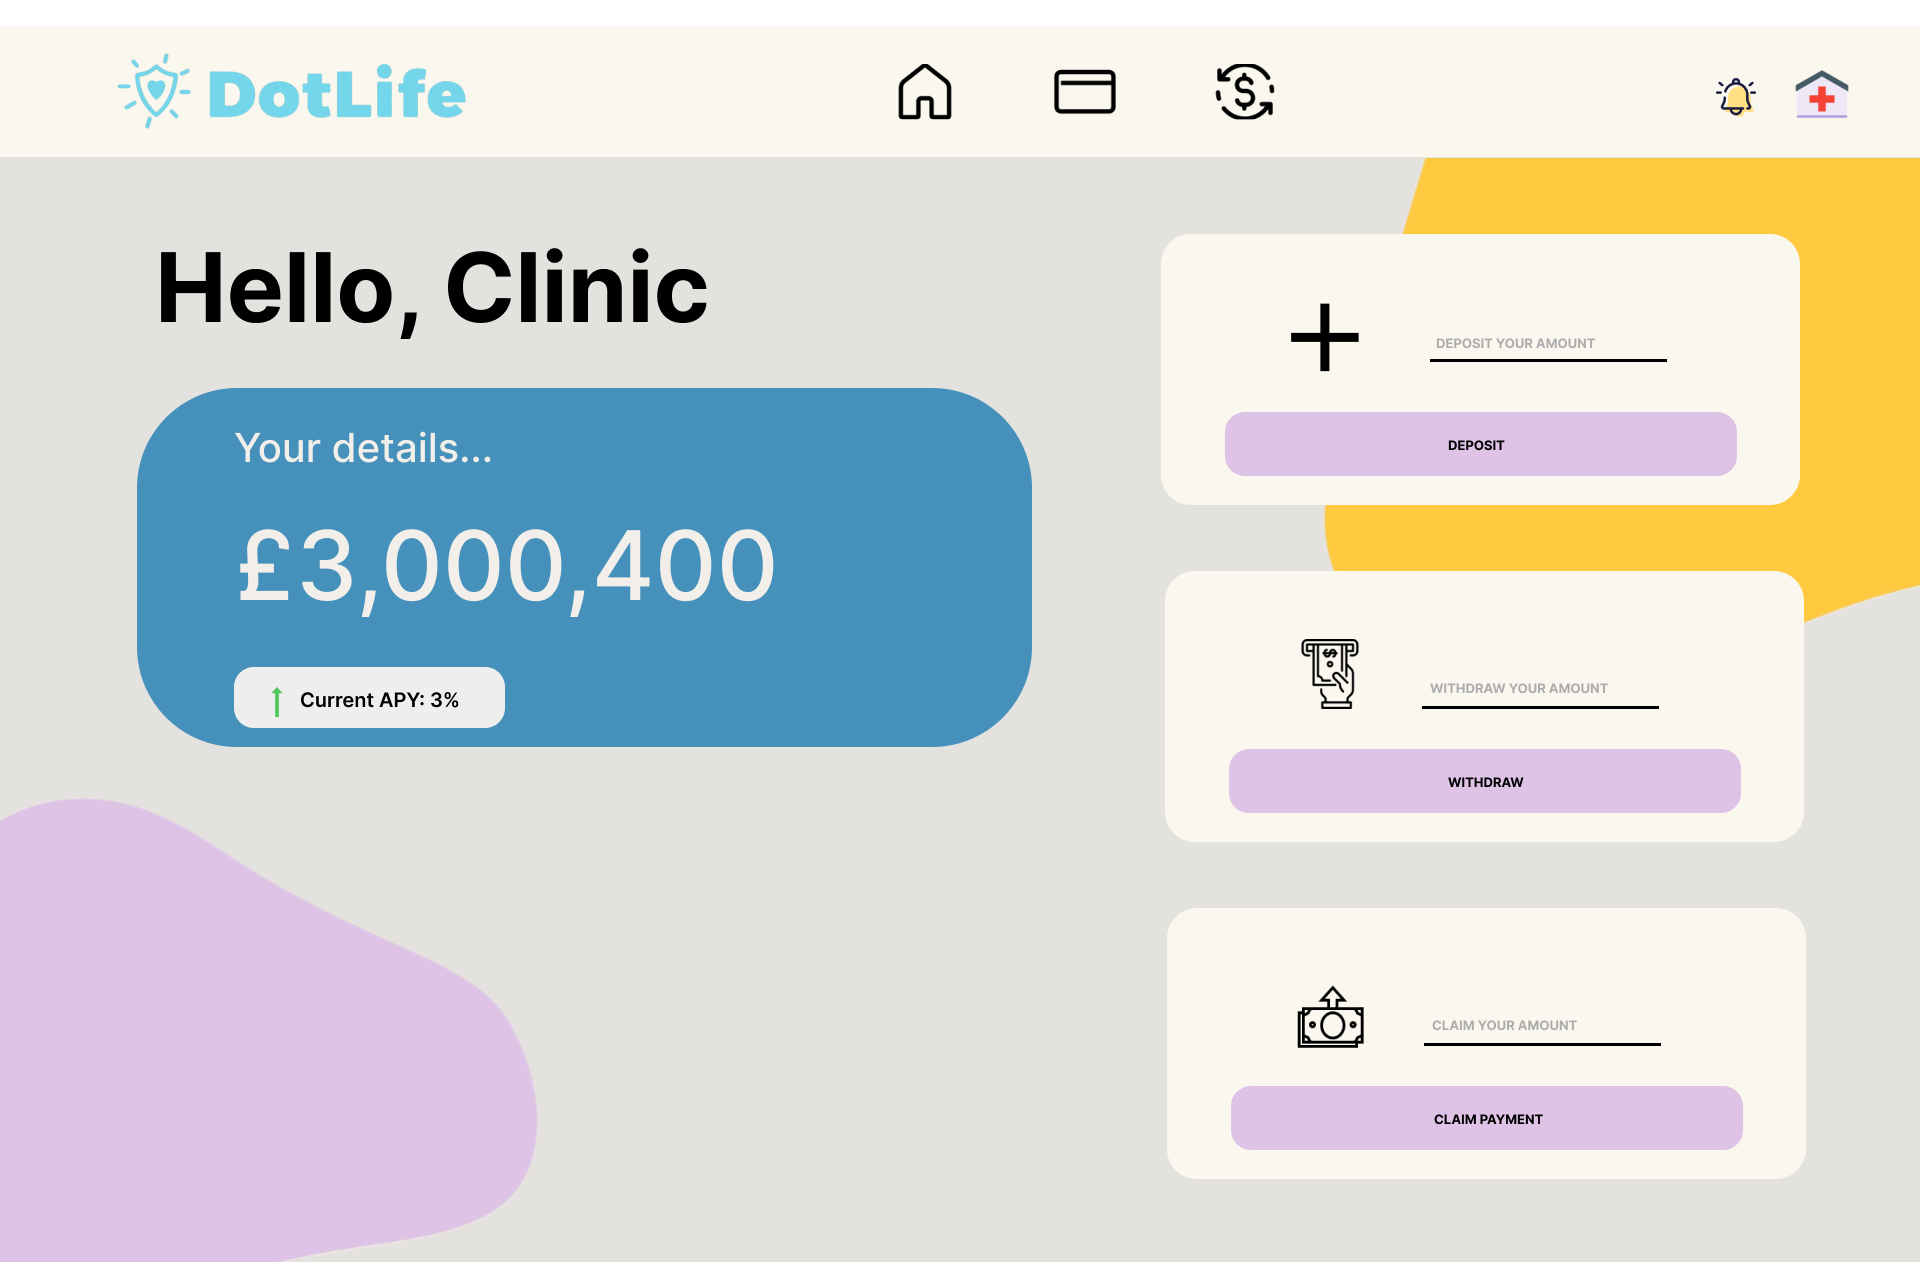 DotLife
Hello, Clinic
Your details...
£3,000,400
Current APY: 3%
DEPOSIT YOUR AMOUNT
DEPOSIT
WITHDRAW YOUR AMOUNT
WITHDRAW
CLAIM YOUR AMOUNT
CLAIM PAYMENT